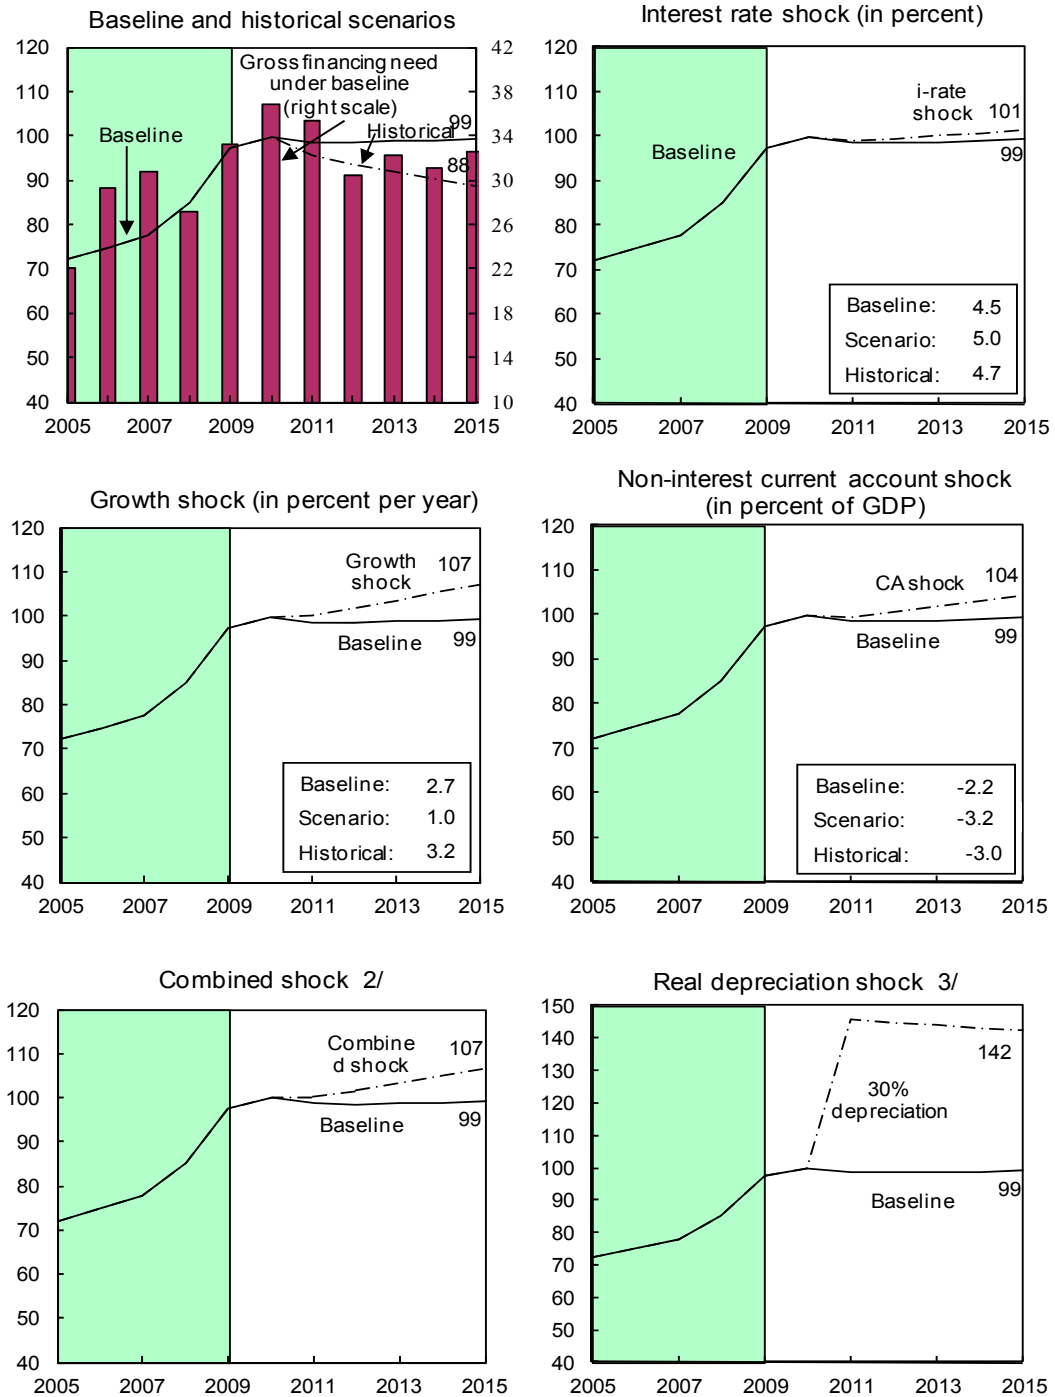 Baseline and historical scenarios
120
110
100
90
80
70
60
50
40
42
38
34
30
26
22
18
14
10
Gross financing need
under baseline
(right scale)
Baseline
Historical
99
88
2005 2007 2009 2011 2013 2015
Interest rate shock (in percent)
120
110
100
90
80
70
60
50
40
i-rate
shock
101
Baseline
99
Baseline: 4.5
Scenario: 5.0
Historical: 4.7
2005 2007 2009 2011 2013 2015
Growth shock (in percent per year)
120
110
100
90
80
70
60
50
40
Growth
shock
107
Baseline
99
Baseline: 2.7
Scenario: 1.0
Historical: 3.2
2005 2007 2009 2011 2013 2015
Non-interest current account shock
(in percent of GDP)
120
110
100
90
80
70
60
50
40
CA shock
104
Baseline
99
Baseline: -2.2
Scenario: -3.2
Historical: -3.0
2005 2007 2009 2011 2013 2015
Combined shock 2/
120
110
100
90
80
70
60
50
40
Combine
d shock
107
Baseline
99
2005 2007 2009 2011 2013 2015
Real depreciation shock 3/
150
140
130
120
110
100
90
80
70
60
50
40
142
30%
depreciation
Baseline
99
2005 2007 2009 2011 2013 2015